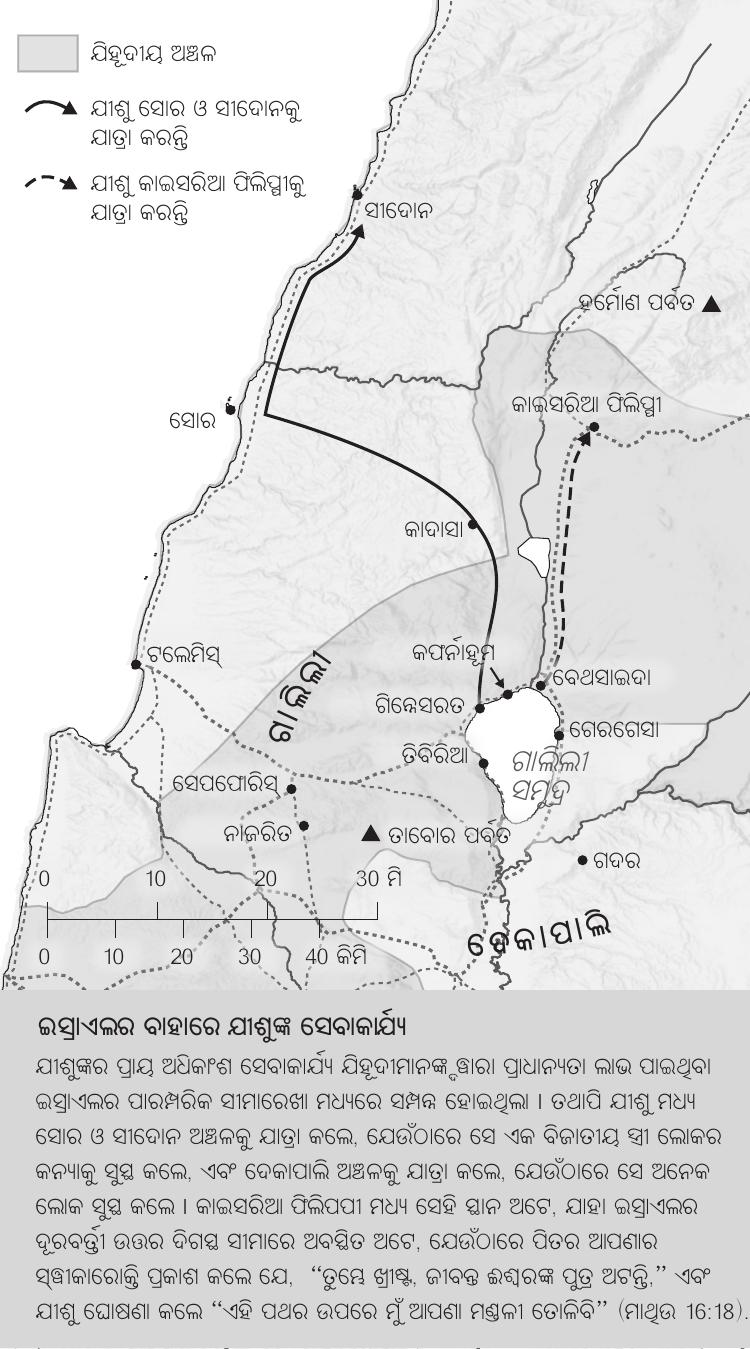 ଯିହୂଦୀୟ ଅଞ୍ଚଳ
ଯୀଶୁ ସୋର ଓ ସୀଦୋନକୁ
ଯାତ୍ରା କରନ୍ତି
ଯୀଶୁ କାଇସରିଆ ଫିଲିପ୍ପୀକୁ
ଯାତ୍ରା କରନ୍ତି
ସୀଦୋନ
ହର୍ମୋଣ ପର୍ବତ
କାଇସରିଆ ଫିଲିପ୍ପୀ
ସୋର
କାଦାସା
ଟଲେମିସ୍
ଗାଲିଲୀ
କଫର୍ନାହୂମ
ବେଥସାଇଦା
ଗିନ୍ନେସରତ
ଗେରଗେସା
ତିବିରିଆ
ଗାଲିଲୀ
ସମୁଦ୍ର
ସେପଫୋରିସ୍
ନାଜରିତ
ତାବୋର ପର୍ବତ
ଗଦର
0 10 20 30 ମି
0 10 20 30 40 କିମି
ଦେକାପାଲି
ଇସ୍ରାଏଲର ବାହାରେ ଯୀଶୁଙ୍କ ସେବାକାର୍ଯ୍ୟ
ଯୀଶୁଙ୍କର ପ୍ରାୟ ଅଧିକାଂଶ ସେବାକାର୍ଯ୍ୟ ଯିହୂଦୀମାନଙ୍କ ଦ୍ୱାରା ପ୍ରାଧାନ୍ୟତା ଲାଭ ପାଇଥିବା
ଇସ୍ରାଏଲର ପାରମ୍ପରିକ ସୀମାରେଖା ମଧ୍ୟରେ ସମ୍ପନ୍ନ ହୋଇଥିଲା । ତଥାପି ଯୀଶୁ ମଧ୍ୟ
ସୋର ଓ ସୀଦୋନ ଅଞ୍ଚଳକୁ ଯାତ୍ରା କଲେ, ଯେଉଁଠାରେ ସେ ଏକ ବିଜାତୀୟ ସ୍ତ୍ରୀ ଲୋକର
କନ୍ୟାକୁ ସୁସ୍ଥ କଲେ, ଏବଂ ଦେକାପାଲି ଅଞ୍ଚଳକୁ ଯାତ୍ରା କଲେ, ଯେଉଁଠାରେ ସେ ଅନେକ
ଲୋକ ସୁସ୍ଥ କଲେ । କାଇସରିଆ ଫିଲିପପୀ ମଧ୍ୟ ସେହି ସ୍ଥାନ ଅଟେ, ଯାହା ଇସ୍ରାଏଲର
ଦୂରବର୍ତ୍ତୀ ଉତ୍ତର ଦିଗସ୍ଥ ସୀମାରେ ଅବସ୍ଥିତ ଅଟେ, ଯେଉଁଠାରେ ପିତର ଆପଣାର
ସ୍ୱୀକାରୋକ୍ତି ପ୍ରକାଶ କଲେ ଯେ, “ତୁମ୍ଭେ ଖ୍ରୀଷ୍ଟ, ଜୀବନ୍ତ ଈଶ୍ୱରଙ୍କ ପୁତ୍ର ଅଟନ୍ତି,” ଏବଂ
ଯୀଶୁ ଘୋଷଣା କଲେ “ଏହି ପଥର ଉପରେ ମୁଁ ଆପଣା ମଣ୍ଡଳୀ ତୋଳିବି” (ମାଥିଉ 16:18).